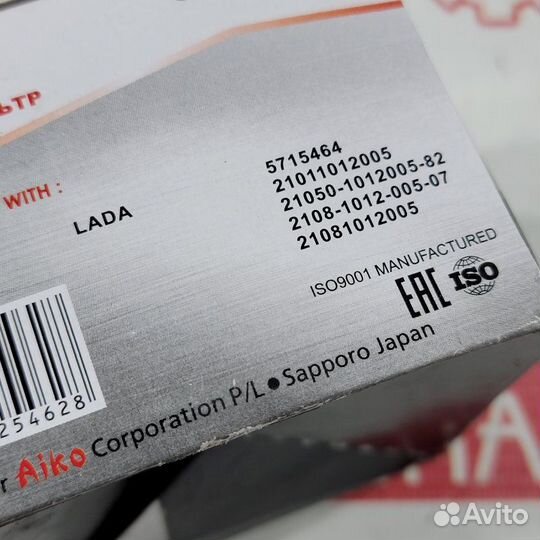 ЬТР
WITH :
LADA
5715464
21011012005
21050-1012005-82
2108-1012-005-07
21081012005
ISO9001 MANUFACTURED
EAC ISO
254628
r Aiko Corporation P/L • Sapporo Japan
Avito